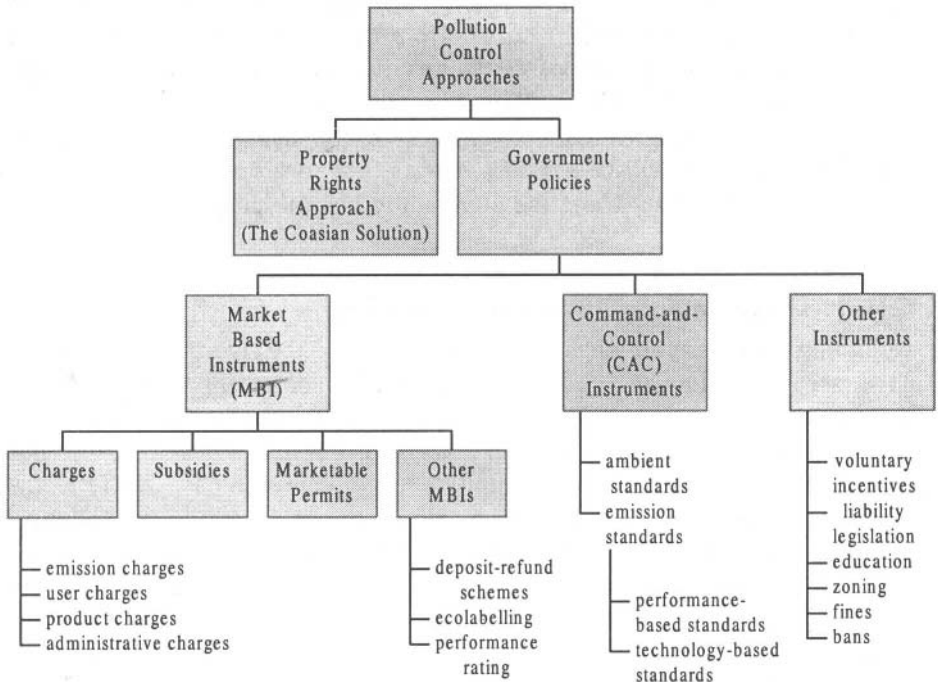 Pollution
Control
Approaches
Property
Rights
Approach
(The Coasian Solution)
Government
Policies
Market
Based
Instruments
(MBI)
Command-and-
Control
(CAC)
Instruments
Other
Instruments
Charges
Subsidies
Marketable
Permits
Other
MBIs
emission charges
user charges
product charges
administrative charges
deposit-refund
schemes
ecolabelling
performance
rating
ambient
standards
emission
standards
performance-
based standards
technology-based
standards
voluntary
incentives
liability
legislation
education
zoning
fines
bans